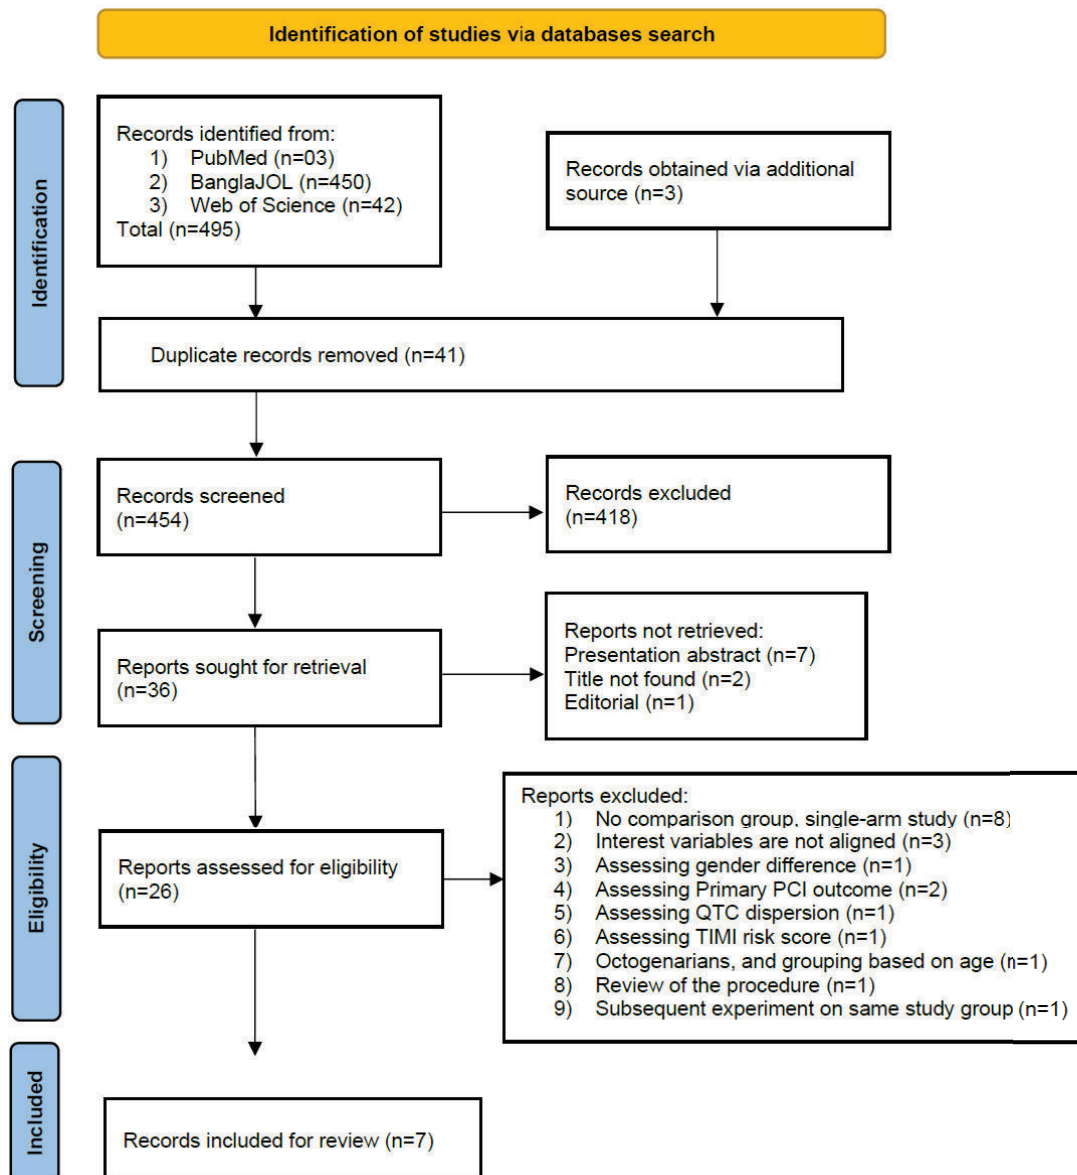 Identification of studies via databases search
Identification
Records identified from:
1) PubMed (n=03)
2) BanglaJOL (n=450)
3) Web of Science (n=42)
Total (n=495)
Records obtained via additional
source (n=3)
Duplicate records removed (n=41)
Screening
Records screened
(n=454)
Records excluded
(n=418)
Reports sought for retrieval
(n=36)
Reports not retrieved:
Presentation abstract (n=7)
Title not found (n=2)
Editorial (n=1)
Eligibility
Reports assessed for eligibility
(n=26)
Reports excluded:
1) No comparison group, single-arm study (n=8)
2) Interest variables are not aligned (n=3)
3) Assessing gender difference (n=1)
4) Assessing Primary PCI outcome (n=2)
5) Assessing QTC dispersion (n=1)
6) Assessing TIMI risk score (n=1)
7) Octogenarians, and grouping based on age (n=1)
8) Review of the procedure (n=1)
9) Subsequent experiment on same study group (n=1)
Included
Records included for review (n=7)